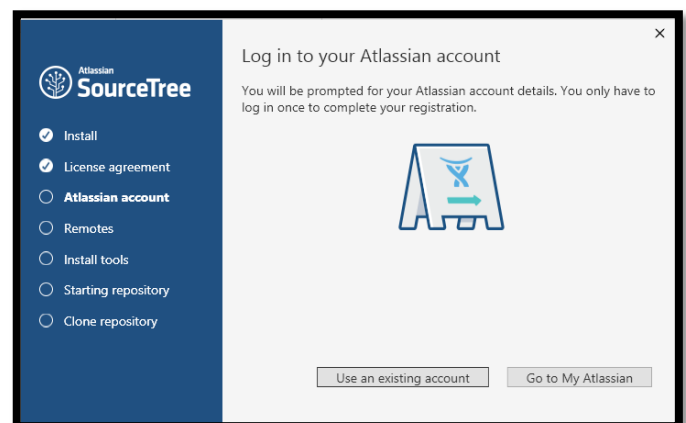 Atlassian
SourceTree
Install
License agreement
Atlassian account
Remotes
Install tools
Starting repository
Clone repository
Log in to your Atlassian account
You will be prompted for your Atlassian account details. You only have to
log in once to complete your registration.
Use an existing account
Go to My Atlassian